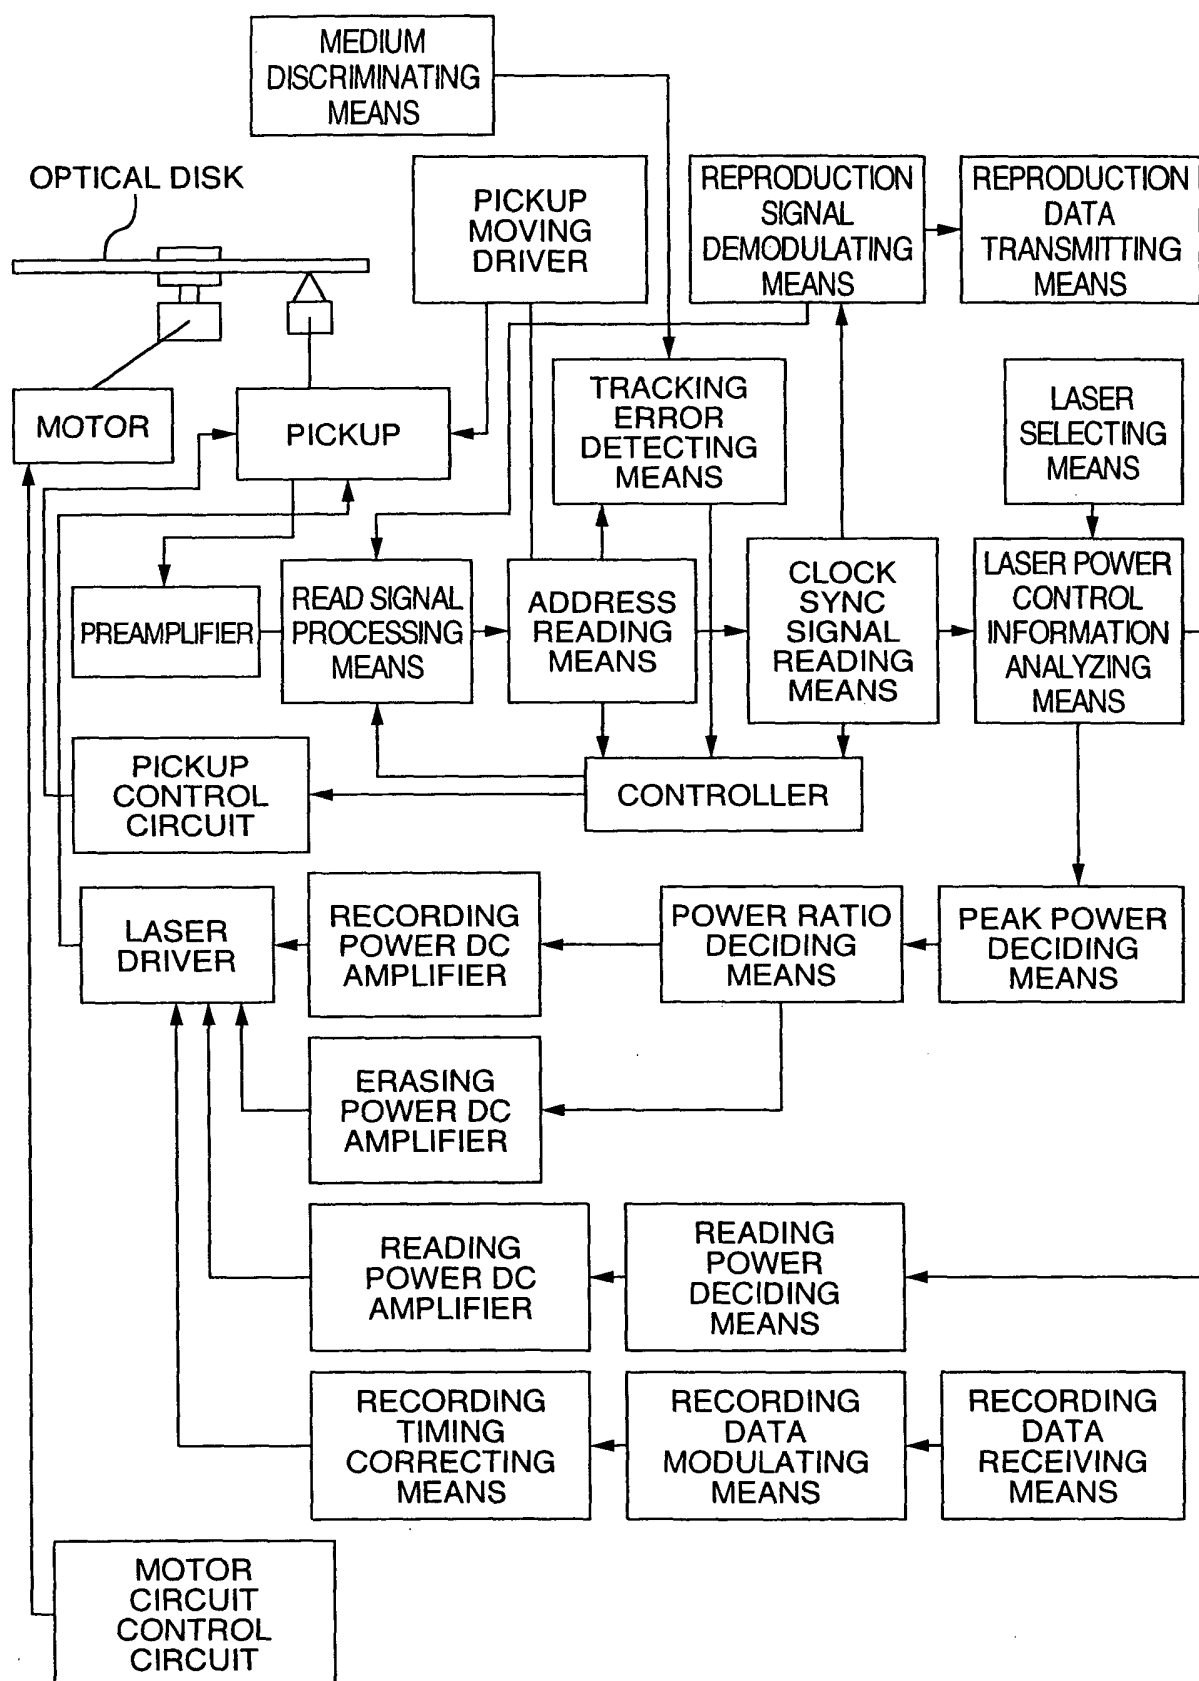 MEDIUM
DISCRIMINATING
MEANS
OPTICAL DISK
PICKUP
MOVING
DRIVER
REPRODUCTION
SIGNAL
DEMODULATING
MEANS
REPRODUCTION
DATA
TRANSMITTING
MEANS
MOTOR
PICKUP
TRACKING
ERROR
DETECTING
MEANS
LASER
SELECTING
MEANS
PREAMPLIFIER
READ SIGNAL
PROCESSING
MEANS
ADDRESS
READING
MEANS
CLOCK
SYNC
SIGNAL
READING
MEANS
LASER POWER
CONTROL
INFORMATION
ANALYZING
MEANS
PICKUP
CONTROL
CIRCUIT
CONTROLLER
LASER
DRIVER
RECORDING
POWER DC
AMPLIFIER
POWER RATIO
DECIDING
MEANS
PEAK POWER
DECIDING
MEANS
ERASING
POWER DC
AMPLIFIER
READING
POWER DC
AMPLIFIER
READING
POWER
DECIDING
MEANS
RECORDING
TIMING
CORRECTING
MEANS
RECORDING
DATA
MODULATING
MEANS
RECORDING
DATA
RECEIVING
MEANS
MOTOR
CIRCUIT
CONTROL
CIRCUIT